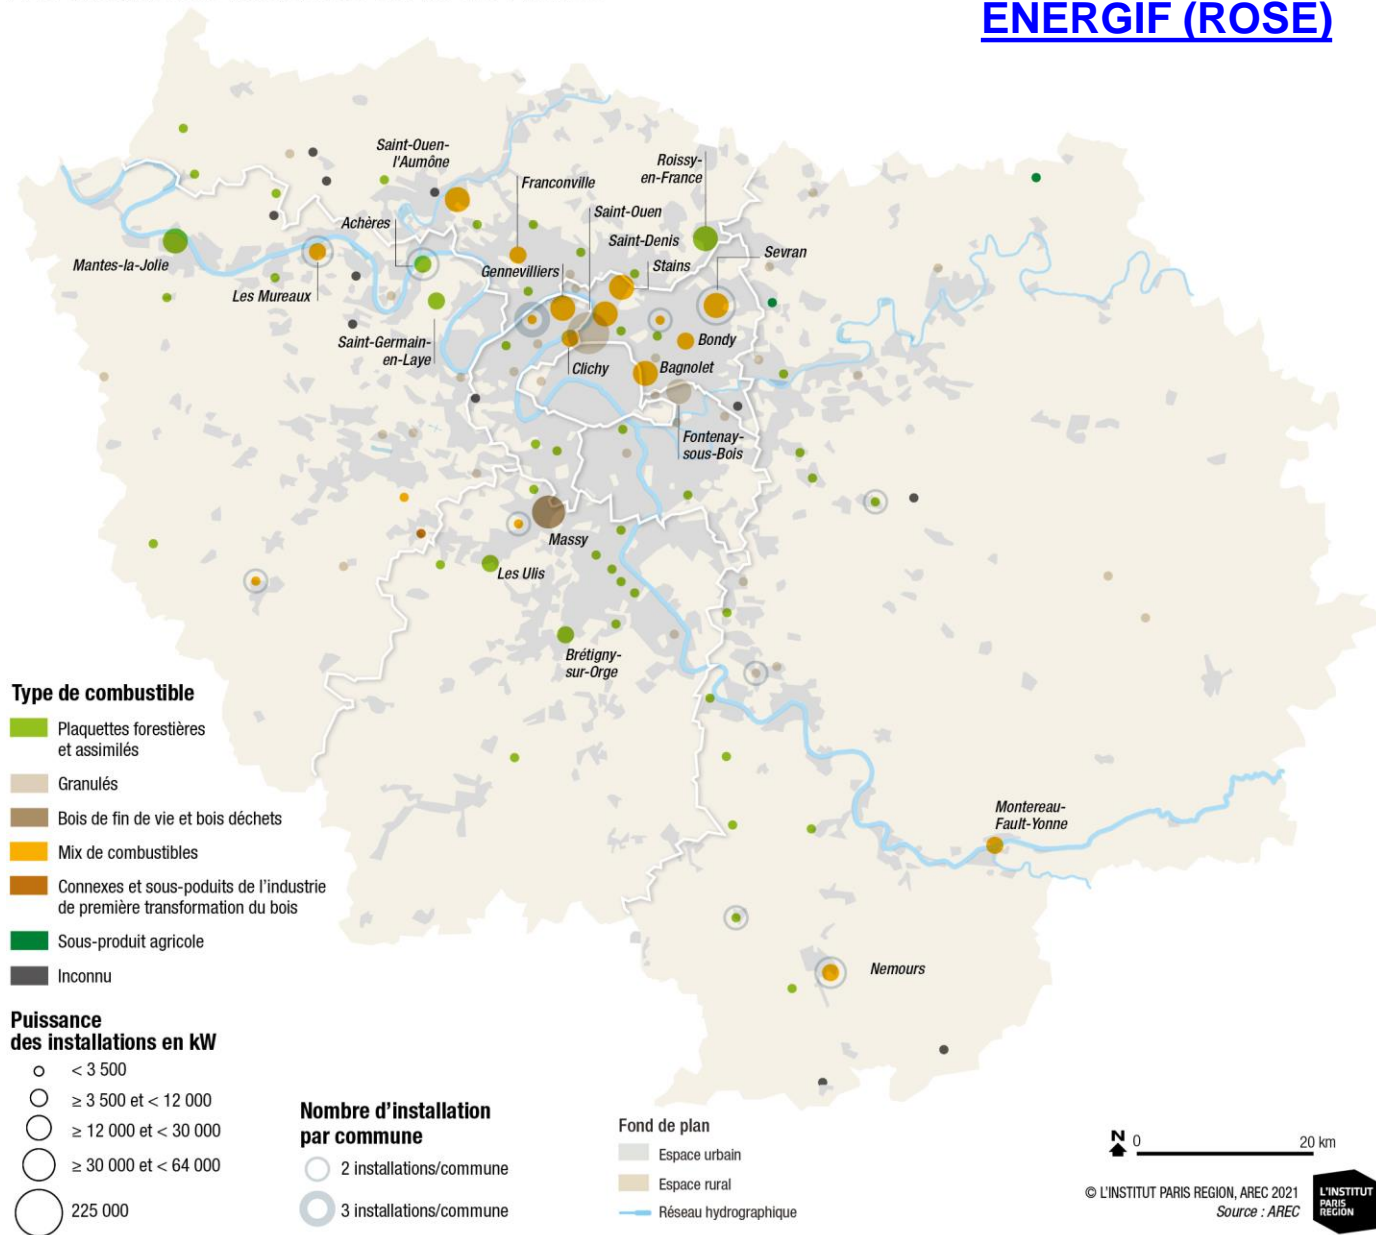 ENERGIF (ROSE)
Saint-Ouen-
l'Aumône
Roissy-
en-France
Franconville
Saint-Ouen
Achères
Saint-Denis
Sevran
Mantes-la-Jolie
Gennevilliers
Stains
Les Mureaux
Saint-Germain-
en-Laye
Bondy
Clichy
Bagnolet
Fontenay-
sous-Bois
Massy
Les Ulis
Brétigny-
sur-Orge
Montereau-
Fault-Yonne
Nemours
Type de combustible
Plaquettes forestières
et assimilés
Granulés
Bois de fin de vie et bois déchets
Mix de combustibles
Connexes et sous-poduits de l'industrie
de première transformation du bois
Sous-produit agricole
Inconnu
Puissance
des installations en kW
< 3 500
≥ 3 500 et < 12 000
≥ 12 000 et < 30 000
≥ 30 000 et < 64 000
225 000
Nombre d'installation
par commune
2 installations/commune
3 installations/commune
Fond de plan
Espace urbain
Espace rural
Réseau hydrographique
N
0 20 km
© L'INSTITUT PARIS REGION, AREC 2021
Source : AREC
L'INSTITUT
PARIS
REGION